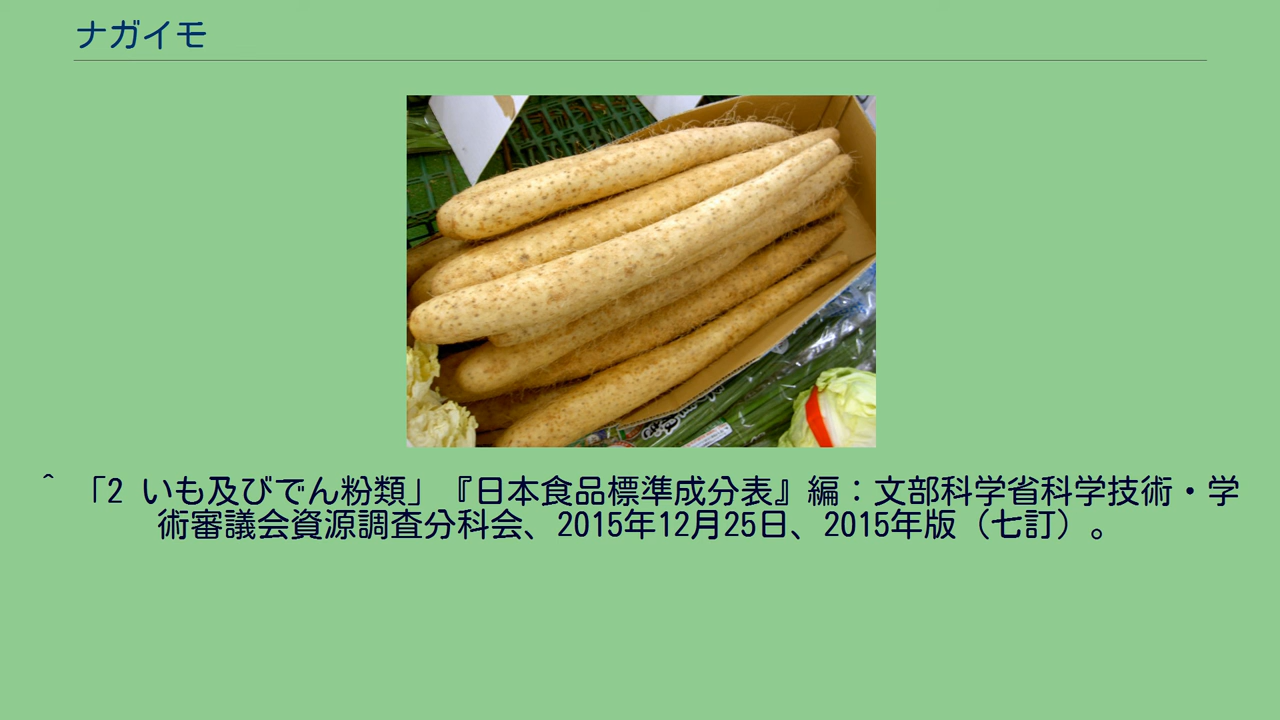 ナガイモ
^ 「2 いも及びでん粉類」『日本食品標準成分表』編：文部科学省科学技術・学
術審議会資源調査分科会、2015年12月25日、2015年版（七訂）。